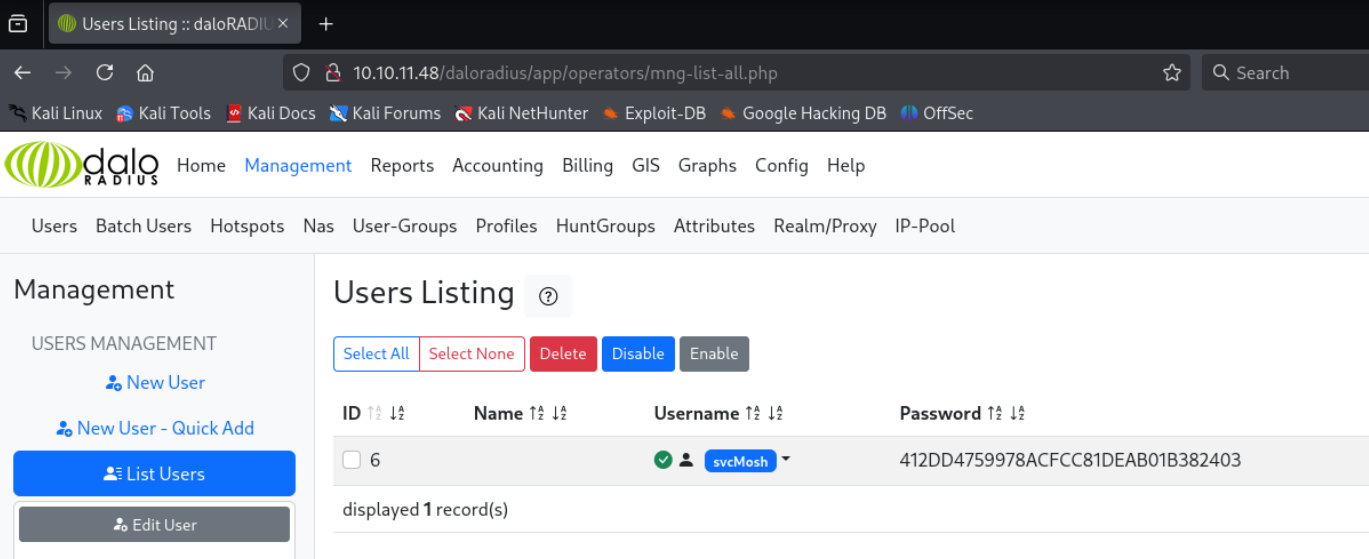 Users Listing :: daloRADIU
10.10.11.48/daloradius/app/operators/mng-list-all.php
Search
Kali Linux Kali Tools Kali Docs Kali Forums Kali NetHunter Exploit-DB Google Hacking DB OffSec
dalo RADIUS Home Management Reports Accounting Billing GIS Graphs Config Help
Users Batch Users Hotspots Nas User-Groups Profiles HuntGroups Attributes Realm/Proxy IP-Pool
Management
USERS MANAGEMENT
New User
New User - Quick Add
List Users
Edit User
Users Listing
Select All Select None Delete Disable Enable
ID Name Username Password
6 svcMosh 412DD4759978ACFCC81DEAB01B382403
displayed 1 record(s)